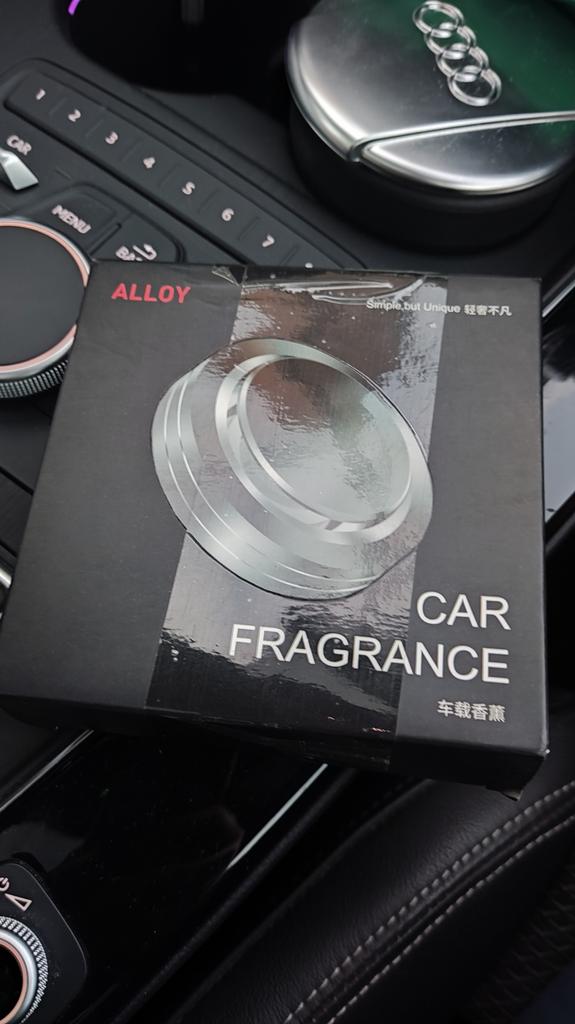 1 2 3 4 5 6 7
CAR
MENU
ALLOY
Simple,but Unique 轻奢不凡
CAR
FRAGRANCE
车载香薰